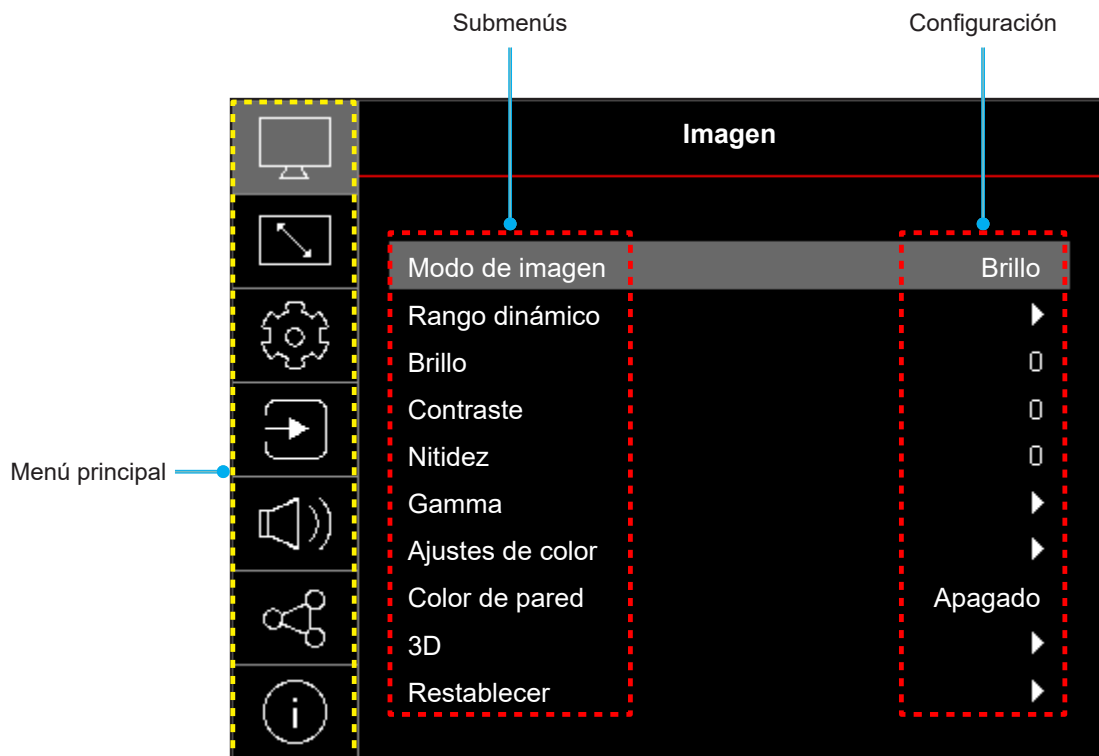 Submenús
Configuración
Imagen
Modo de imagen
Brillo
Rango dinámico
Brillo
0
Contraste
0
Nitidez
0
Menú principal
Gamma
Ajustes de color
Color de pared
Apagado
3D
Restablecer
i